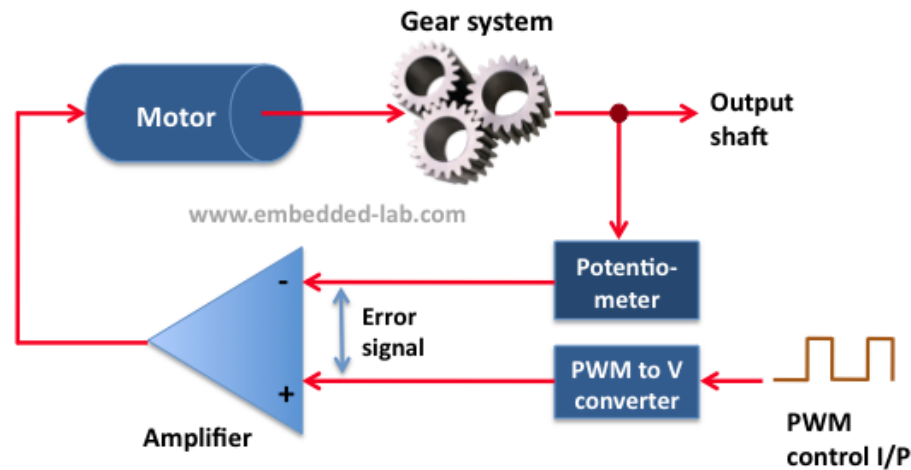 Gear system
Motor
Output
shaft
www.embedded-lab.com
Potentio-
meter
-
Error
signal
PWM to V
converter
+
Amplifier
PWM
control I/P